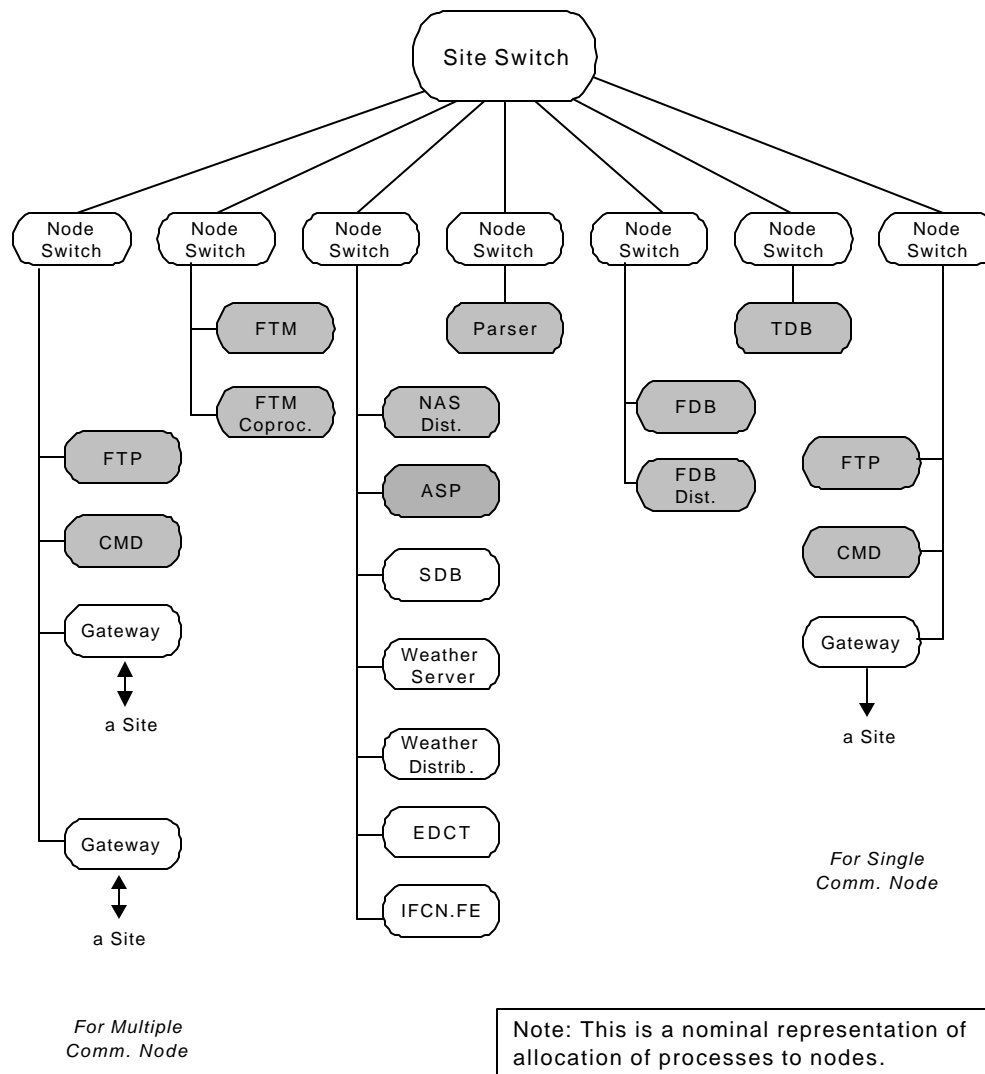 Site Switch
Node
Switch
Node
Switch
Node
Switch
Node
Switch
Node
Switch
Node
Switch
Node
Switch
FTP
CMD
Gateway
a Site
Gateway
a Site
For Multiple
Comm. Node
FTM
FTM
Coproc.
NAS
Dist.
ASP
SDB
Weather
Server
Weather
Distrib.
EDCT
IFCN.FE
Parser
FDB
FDB
Dist.
TDB
FTP
CMD
Gateway
a Site
For Single
Comm. Node
Note: This is a nominal representation of
allocation of processes to nodes.